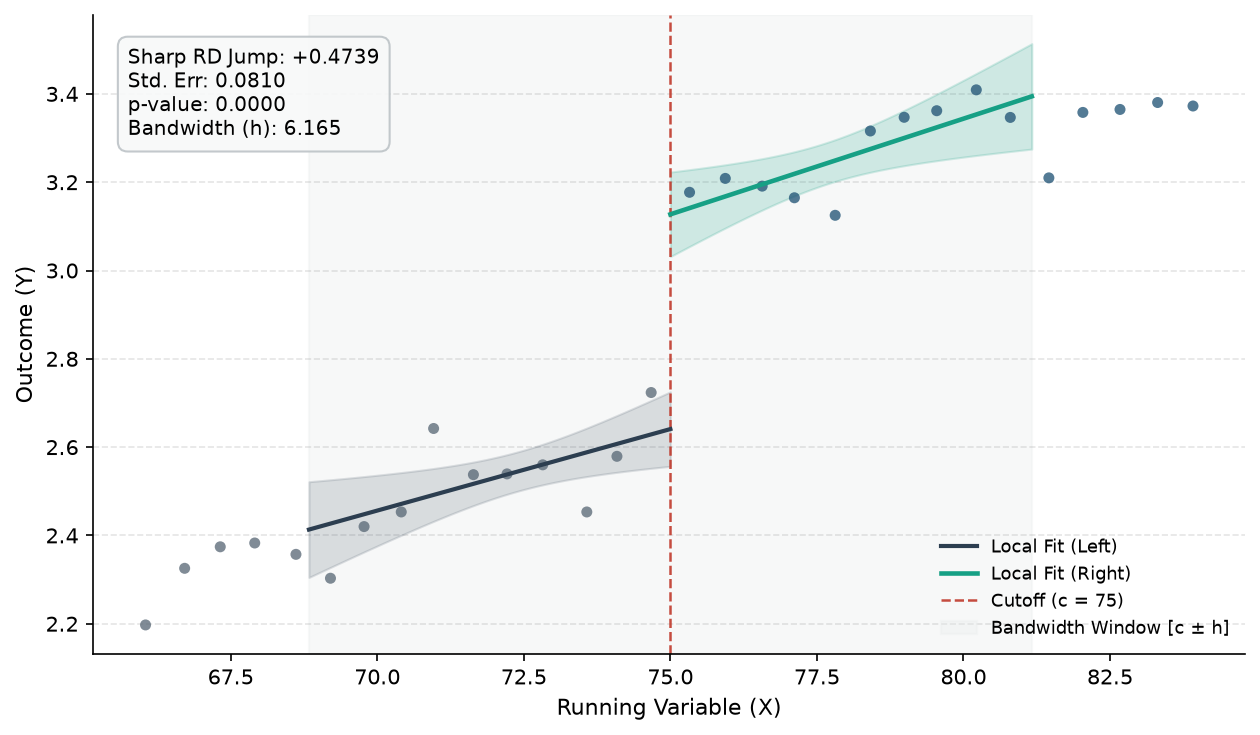 Sharp RD Jump: +0.4739
Std. Err: 0.0810
p-value: 0.0000
Bandwidth (h): 6.165
Outcome (Y)
3.4
3.2
3.0
2.8
2.6
2.4
2.2
Local Fit (Left)
Local Fit (Right)
Cutoff (c = 75)
Bandwidth Window [c ± h]
67.5 70.0 72.5 75.0 77.5 80.0 82.5
Running Variable (X)